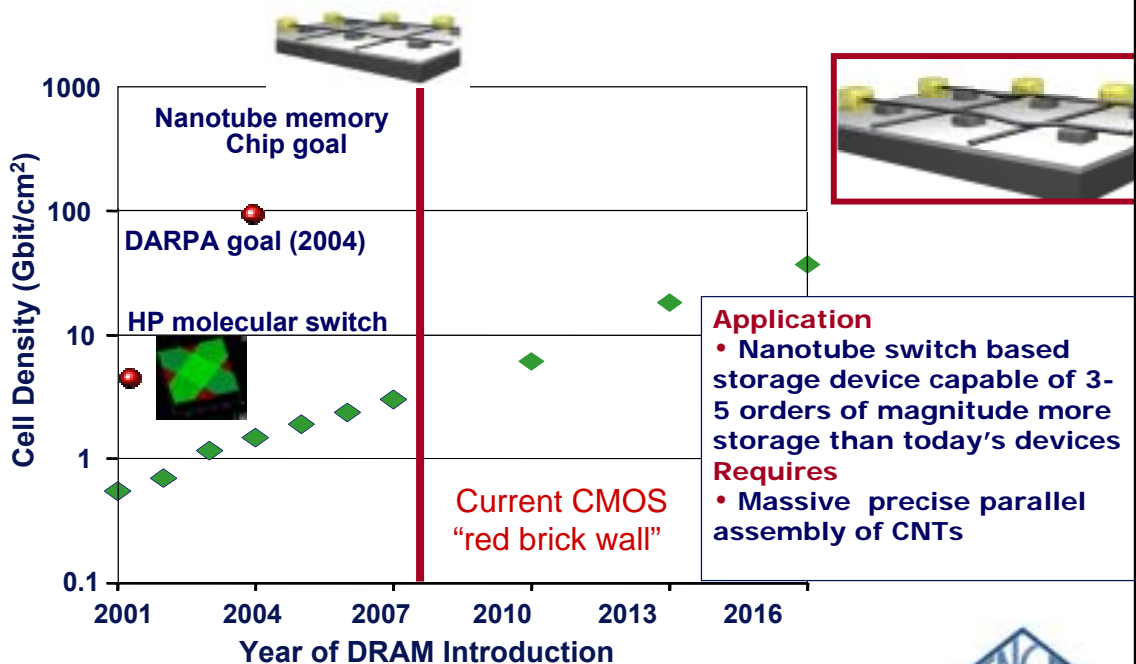 1000
Nanotube memory
Chip goal
100
DARPA goal (2004)
HP molecular switch
10
1
0.1
Cell Density (Gbit/cm²)
Current CMOS
“red brick wall”
Application
• Nanotube switch based
storage device capable of 3-
5 orders of magnitude more
storage than today's devices
Requires
• Massive precise parallel
assembly of CNTs
2001 2004 2007 2010 2013 2016
Year of DRAM Introduction